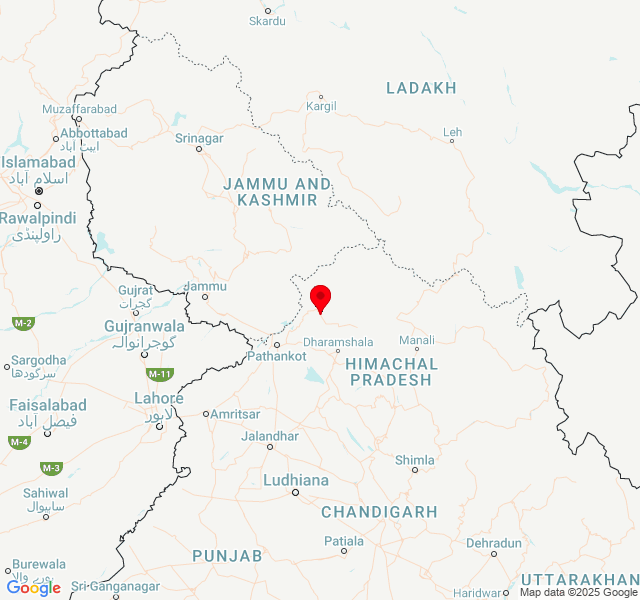 Skardu
LADAKH
Kargil
Muzaffarabad
Abbottabad
ایبٹ آباد
Srinagar
Leh
Islamabad
اسلام آباد
JAMMU AND
KASHMIR
Rawalpindi
راولپنڈی
Jammu
Gujrat
گجرات
M-2
Gujranwala
گوجرانوالہ
Dharamshala
Manali
Pathankot
Sargodha
سرگودھا
HIMACHAL
PRADESH
M-11
Lahore
لاہور
Faisalabad
فیصل آباد
Amritsar
M-4
Jalandhar
M-3
Shimla
Ludhiana
Sahiwal
ساہیوال
CHANDIGARH
Patiala
Dehradun
PUNJAB
Burewala
بورے والا
UTTARAKHAN
Google
Sri Ganganagar
Haridwar
Map data ©2025 Google